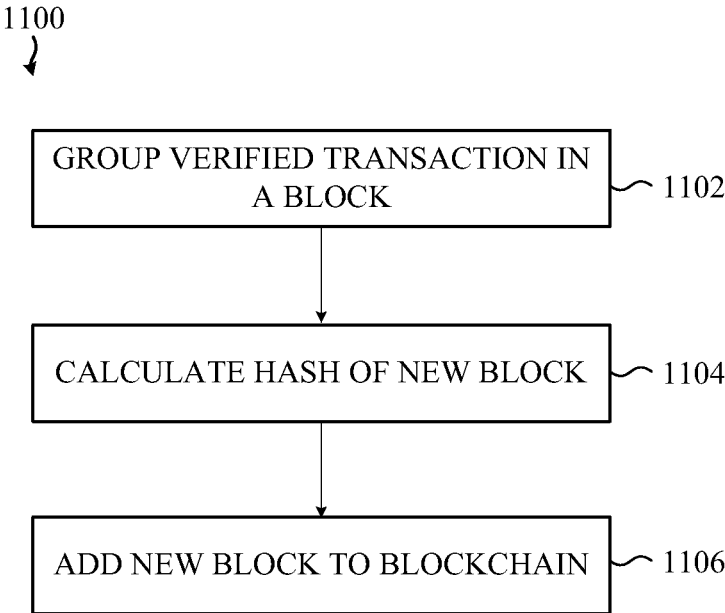 1100
GROUP VERIFIED TRANSACTION IN
A BLOCK
1102
CALCULATE HASH OF NEW BLOCK
1104
ADD NEW BLOCK TO BLOCKCHAIN
1106